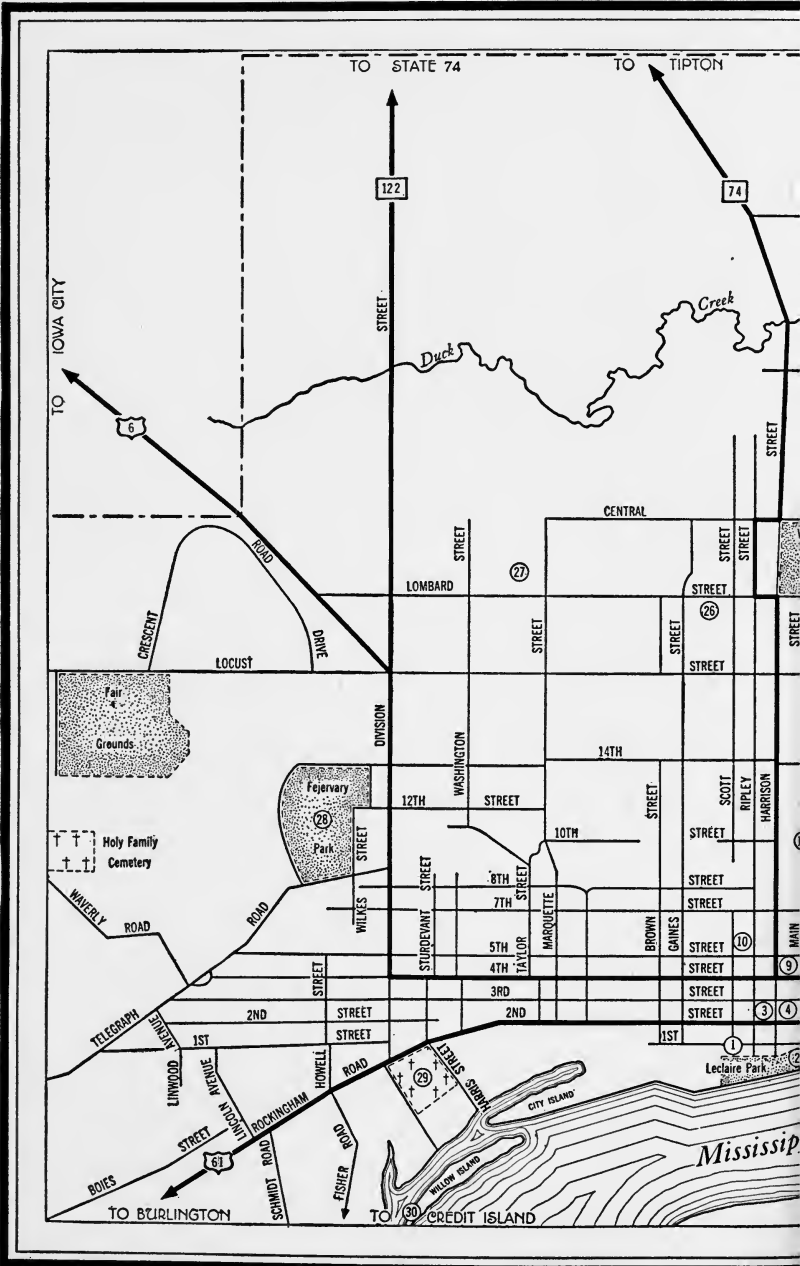 TO STATE 74
TO TIPTON
122
74
TO IOWA CITY
STREET
Creek
Duck
6
STREET
CENTRAL
ROAD
STREET
STREET
STREET
27
LOMBARD
STREET
26
CRESCENT
DRIVE
STREET
STREET
STREET
LOCUST
STREET
Fair
Grounds
DIVISION
WASHINGTON
14TH
Fejervary
28
Park
12TH
STREET
STREET
SCOTT
RIPLEY
HARRISON
Holy Family
Cemetery
STREET
10TH
STREET
WAVERLY
ROAD
ROAD
WILKES
STREET
8TH
STREET
STREET
7TH
STREET
STURDEVANT
TAYLOR
MARQUETTE
BROWN
GAINES
10
MAIN
5TH
STREET
9
4TH
STREET
STREET
3RD
STREET
TELEGRAPH
AVENUE
2ND
STREET
2ND
STREET
3
4
1ST
STREET
1ST
1
LINWOOD
AVENUE
HOWELL
ROAD
HARRIS STREET
29
Leclaire Park
2
LINCOLN
ROCKINGHAM
CITY ISLAND
BOIES
STREET
61
SCHMIDT ROAD
FISHER
ROAD
WILLOW ISLAND
Mississip
TO BURLINGTON
TO 30 CREDIT ISLAND